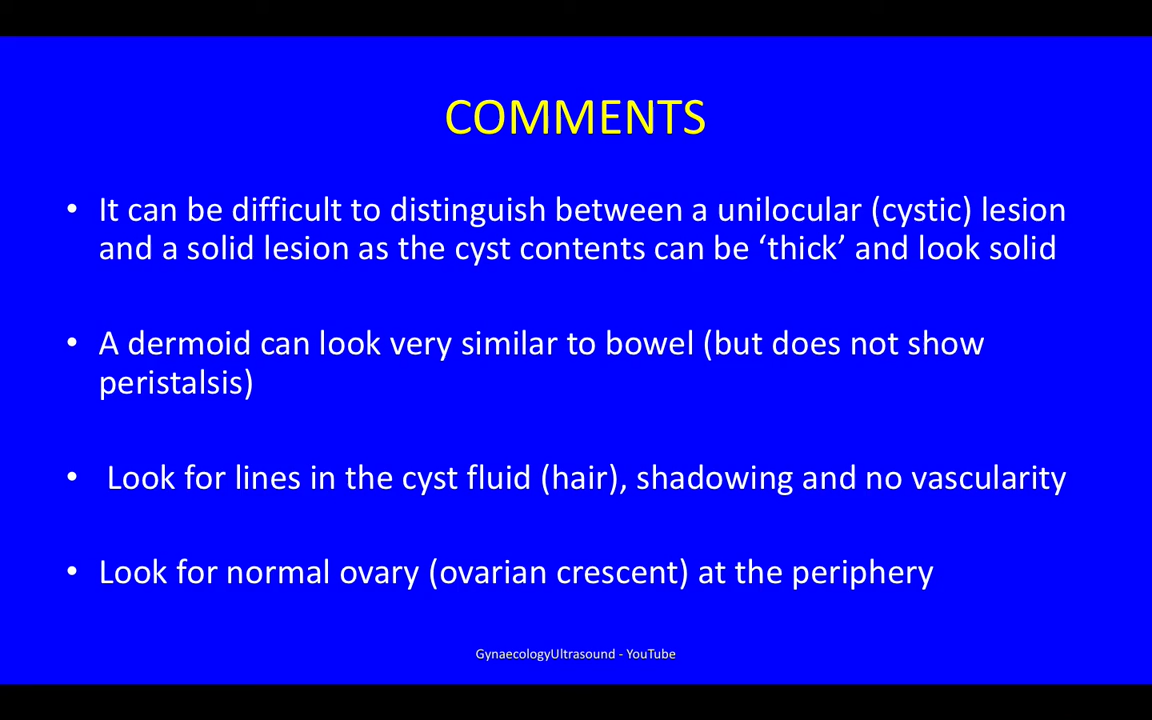 COMMENTS
• It can be difficult to distinguish between a unilocular (cystic) lesion
and a solid lesion as the cyst contents can be ‘thick’ and look solid
• A dermoid can look very similar to bowel (but does not show
peristalsis)
• Look for lines in the cyst fluid (hair), shadowing and no vascularity
• Look for normal ovary (ovarian crescent) at the periphery
GynaecologyUltrasound - YouTube